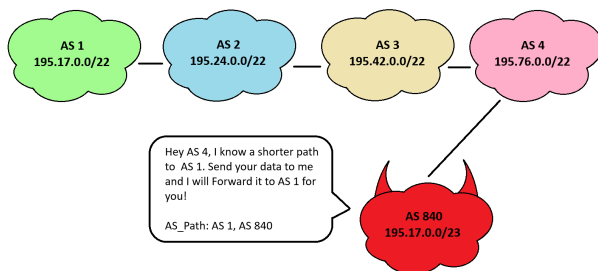 AS 1
195.17.0.0/22
AS 2
195.24.0.0/22
AS 3
195.42.0.0/22
AS 4
195.76.0.0/22
Hey AS 4, I know a shorter path
to AS 1. Send your data to me
and I will Forward it to AS 1 for
you!
AS_Path: AS 1, AS 840
AS 840
195.17.0.0/23